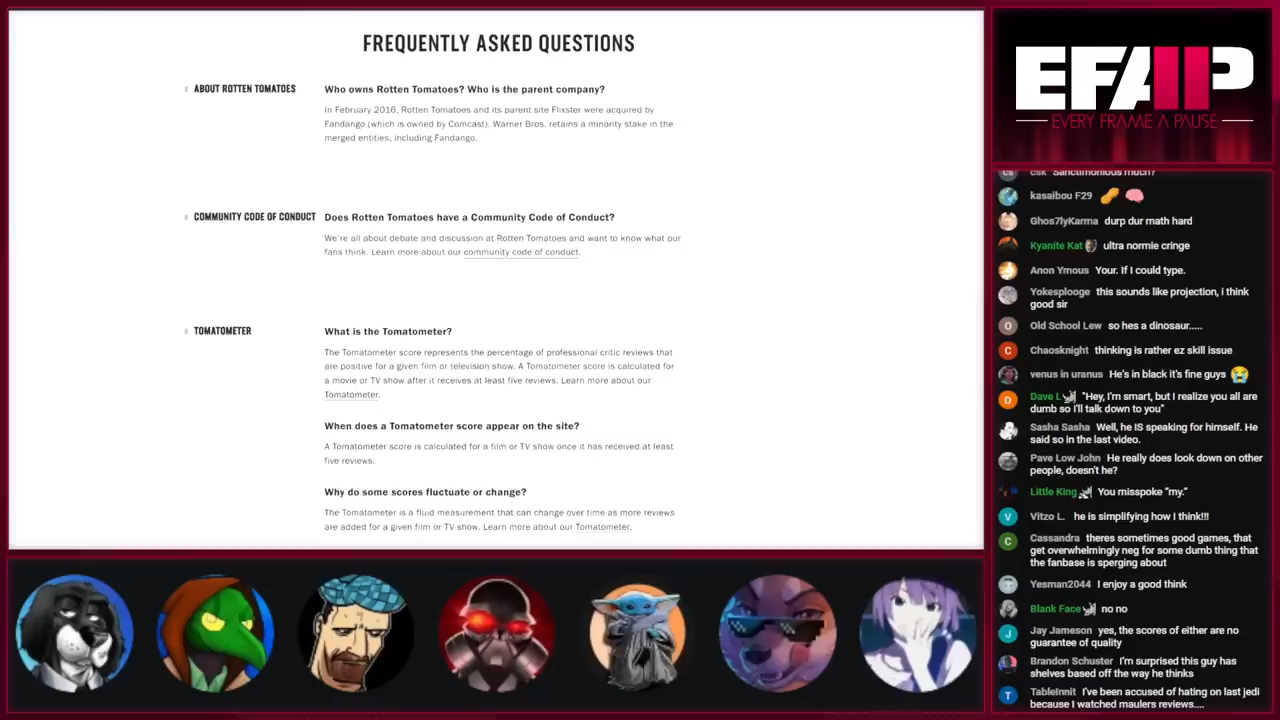 FREQUENTLY ASKED QUESTIONS
ABOUT ROTTEN TOMATOES
Who owns Rotten Tomatoes? Who is the parent company?
In February 2016, Rotten Tomatoes and its parent site Flixster were acquired by
Fandango (which is owned by Comcast). Warner Bros. retains a minority stake in the
merged entities, including Fandango.
COMMUNITY CODE OF CONDUCT
Does Rotten Tomatoes have a Community Code of Conduct?
We're all about debate and discussion at Rotten Tomatoes and want to know what our
fans think. Learn more about our community code of conduct.
TOMATOMETER
What is the Tomatometer?
The Tomatometer score represents the percentage of professional critic reviews that
are positive for a given film or television show. A Tomatometer score is calculated for
a movie or TV show after it receives at least five reviews. Learn more about our
Tomatometer.
When does a Tomatometer score appear on the site?
A Tomatometer score is calculated for a film or TV show once it has received at least
five reviews.
Why do some scores fluctuate or change?
The Tomatometer is a fluid measurement that can change over time as more reviews
are added for a given film or TV show. Learn more about our Tomatometer.
EFAP
EVERY FRAME A PAUSE
csk Sanctimonious much?
kasaibou F29
Ghos7lyKarma durp dur math hard
Kyanite Kat ultra normie cringe
Anon Ymous Your. If I could type.
Yokesplooge this sounds like projection, i think
good sir
O
Old School Lew so hes a dinosaur.....
C
Chaosknight thinking is rather ez skill issue
venus in uranus He's in black it's fine guys
D
Dave L "Hey, I'm smart, but I realize you all are
dumb so I'll talk down to you"
Sasha Sasha Well, he IS speaking for himself. He
said so in the last video.
Pave Low John He really does look down on other
people, doesn't he?
Little King You misspoke "my."
V
Vitzo L. he is simplifying how I think!!!
C
Cassandra theres sometimes good games, that
get overwhelmingly neg for some dumb thing that
the fanbase is sperging about
Yesman2044 I enjoy a good think
Blank Face no no
J
Jay Jameson yes, the scores of either are no
guarantee of quality
Brandon Schuster I'm surprised this guy has
shelves based off the way he thinks
T
TableInnit I've been accused of hating on last jedi
because I watched maulers reviews....